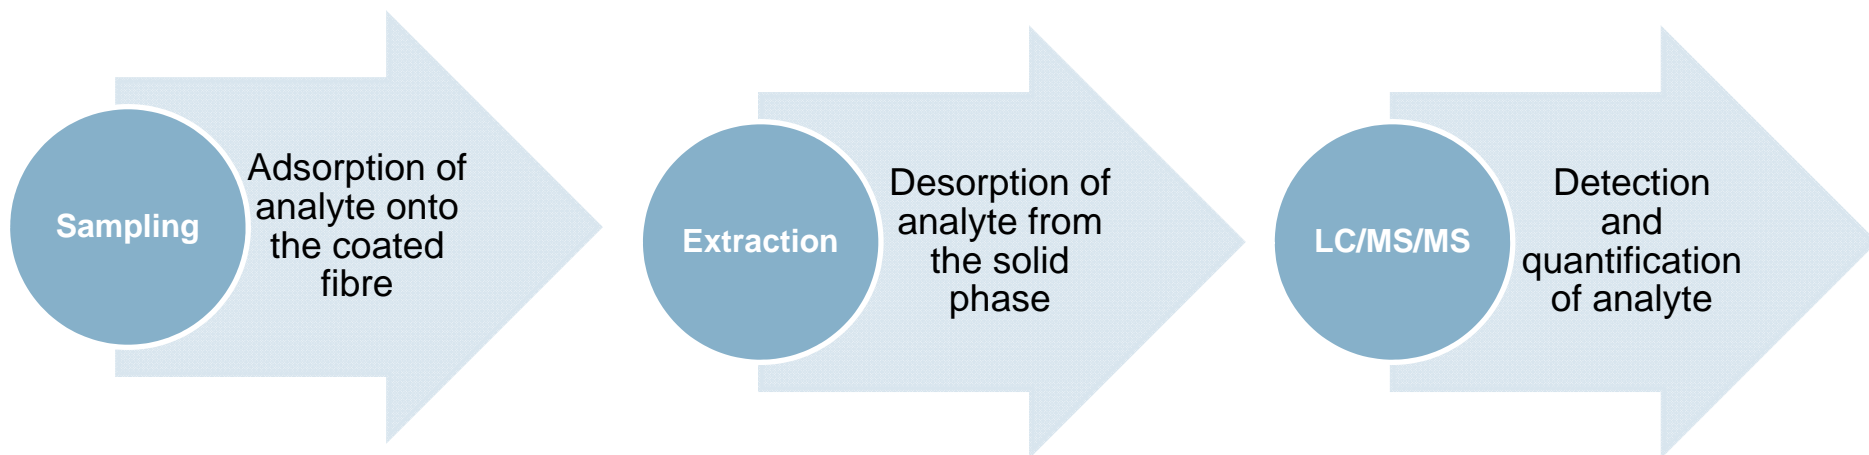 Sampling
Adsorption of
analyte onto
the coated
fibre
Extraction
Desorption of
analyte from
the solid
phase
LC/MS/MS
Detection
and
quantification
of analyte